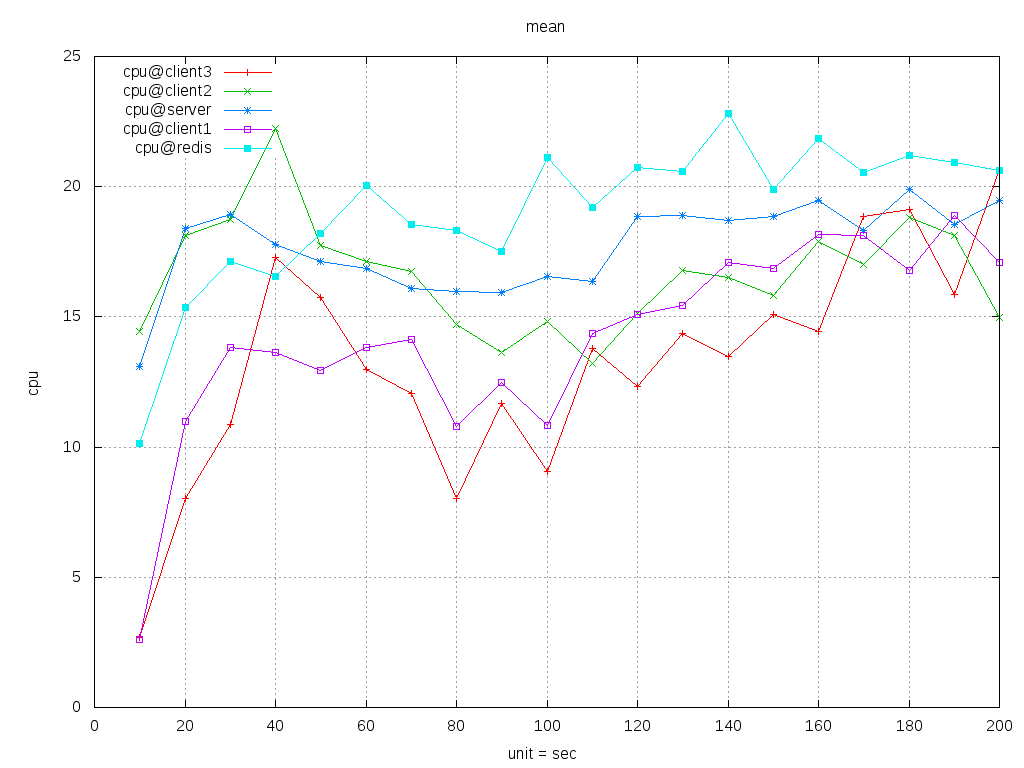 mean
25
20
15
10
5
0
cpu
cpu@client3
cpu@client2
cpu@server
cpu@client1
cpu@redis
0 20 40 60 80 100 120 140 160 180 200
unit = sec